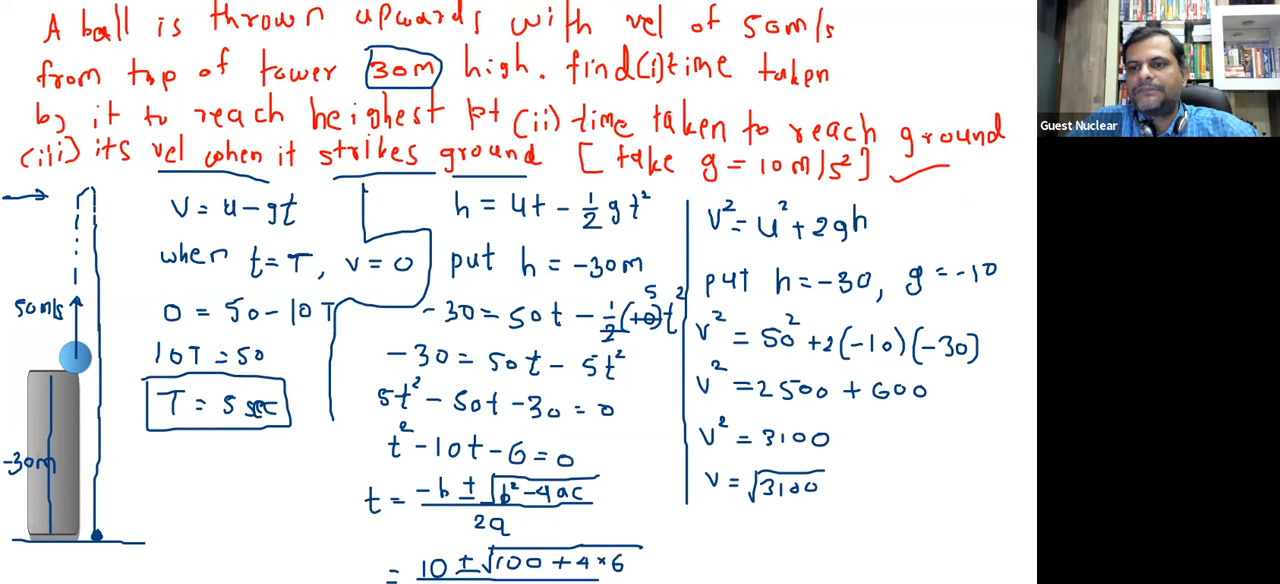 A ball is thrown upwards with vel of 50m/s
from top of tower 30m high. find(i)time taken
by it to reach heighest pt (ii) time taken to reach ground
(iii) its vel when it strikes ground [take g = 10m/s²]
Guest Nuclear
50m/s
-30m
v = u - gt
when t = T, v = 0
0 = 50 - 10T
10T = 50
T = 5 sec
h = ut - 1/2 gt²
put h = -30m
-30 = 50t - 1/2 (+10)t² 5
-30 = 50t - 5t²
5t² - 50t - 30 = 0
t² - 10t - 6 = 0
t = -b ± √b² - 4ac / 2a
= 10 ± √100 + 4 × 6
v² = u² + 2gh
put h = -30, g = -10
v² = 50² + 2(-10)(-30)
v² = 2500 + 600
v² = 3100
v = √3100